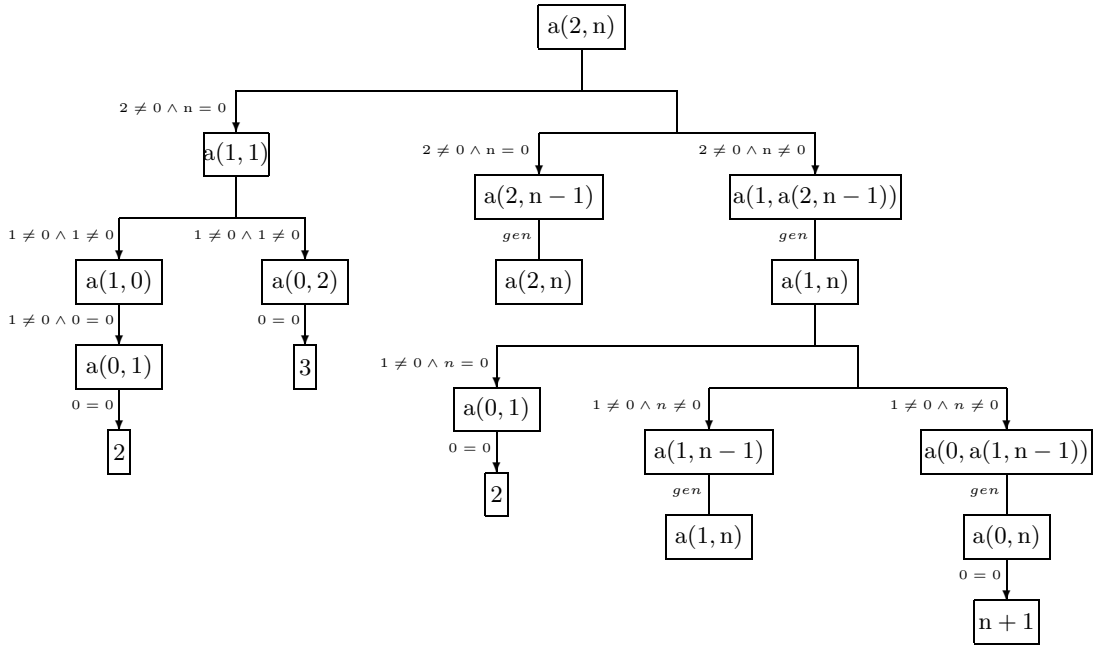 a(2, n)
2 ≠ 0 ∧ n = 0
a(1, 1)
2 ≠ 0 ∧ n = 0
2 ≠ 0 ∧ n ≠ 0
a(2, n − 1)
a(1, a(2, n − 1))
1 ≠ 0 ∧ 1 ≠ 0
1 ≠ 0 ∧ 1 ≠ 0
gen
gen
a(1, 0)
a(0, 2)
a(2, n)
a(1, n)
1 ≠ 0 ∧ 0 = 0
0 = 0
a(0, 1)
3
1 ≠ 0 ∧ n = 0
0 = 0
a(0, 1)
1 ≠ 0 ∧ n ≠ 0
1 ≠ 0 ∧ n ≠ 0
2
0 = 0
a(1, n − 1)
a(0, a(1, n − 1))
2
gen
gen
a(1, n)
a(0, n)
0 = 0
n + 1